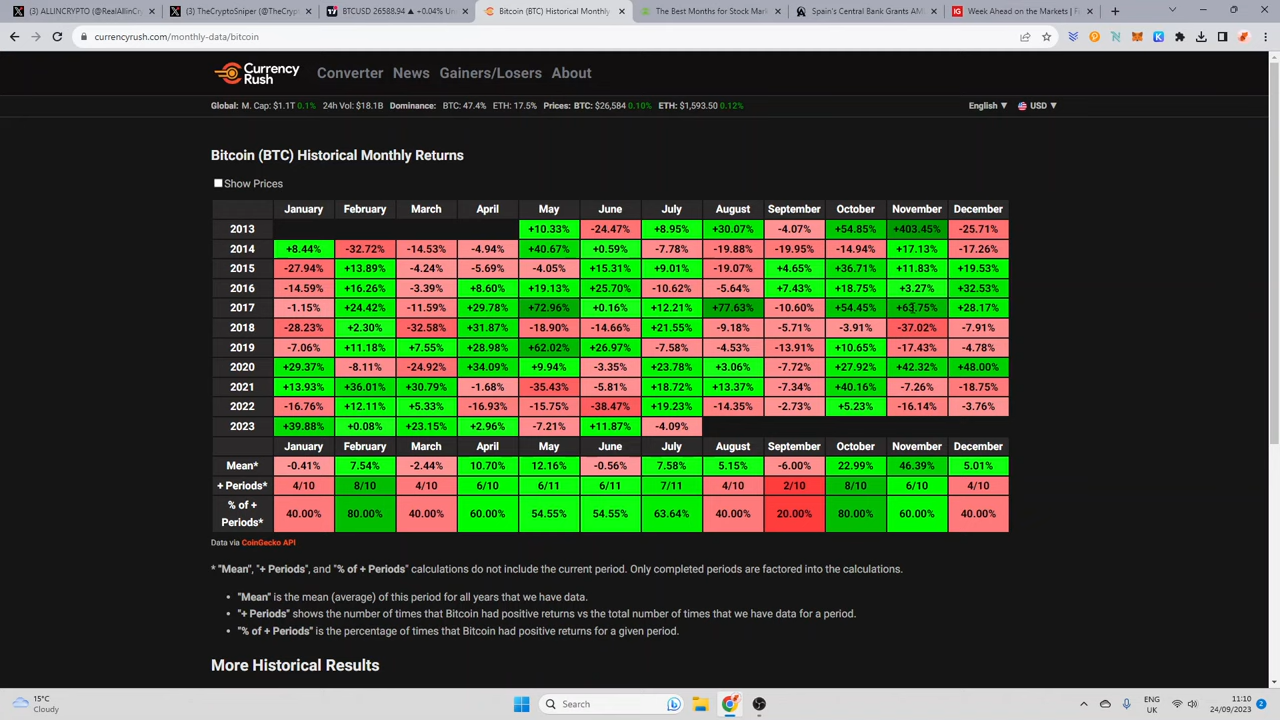 (3) ALLINCRYPTO (@RealAllinCry
(3) TheCryptoSniper (@TheCryp
BTCUSD 26588.94 ▲ +0.04% Un
Bitcoin (BTC) Historical Monthly
The Best Months for Stock Mar
Spain's Central Bank Grants AM
IG Week Ahead on the Markets | F
currencyrush.com/monthly-data/bitcoin
Currency Rush Converter News Gainers/Losers About
Global: M. Cap: $1.1T 0.1% 24h Vol: $18.1B Dominance: BTC: 47.4% ETH: 17.5% Prices: BTC: $26,584 0.10% ETH: $1,593.50 0.12% English ▼ USD ▼
Bitcoin (BTC) Historical Monthly Returns
Show Prices
January February March April May June July August September October November December
2013 +10.33% -24.47% +8.95% +30.07% -4.07% +54.85% +403.45% -25.71%
2014 +8.44% -32.72% -14.53% -4.94% +40.67% +0.59% -7.78% -19.88% -19.95% -14.94% +17.13% -17.26%
2015 -27.94% +13.89% -4.24% -5.69% -4.05% +15.31% +9.01% -19.07% +4.65% +36.71% +11.83% +19.53%
2016 -14.59% +16.26% -3.39% +8.60% +19.13% +25.70% -10.62% -5.64% +7.43% +18.75% +3.27% +32.53%
2017 -1.15% +24.42% -11.59% +29.78% +72.96% +0.16% +12.21% +77.63% -10.60% +54.45% +28.17%
2018 -28.23% +2.30% -32.58% +31.87% -18.90% -14.66% +21.55% -9.18% -5.71% -3.91% -37.02% -7.91%
2019 -7.06% +11.18% +7.55% +28.98% +62.02% +26.97% -7.58% -4.53% -13.91% +10.65% -17.43% -4.78%
2020 +29.37% -8.11% -24.92% +34.09% +9.94% -3.35% +23.78% +3.06% -7.72% +27.92% +42.32% +48.00%
2021 +13.93% +36.01% +30.79% -1.68% -35.43% -5.81% +18.72% +13.37% -7.34% +40.16% -7.26% -18.75%
2022 -16.76% +12.11% +5.33% -16.93% -15.75% -38.47% +19.23% -14.35% -2.73% +5.23% -16.14% -3.76%
2023 +39.88% +0.08% +23.15% +2.96% -7.21% +11.87% -4.09%
January February March April May June July August September October November December
Mean* -0.41% 7.54% -2.44% 10.70% 12.16% -0.56% 7.58% 5.15% -6.00% 22.99% 46.39% 5.01%
+ Periods* 4/10 8/10 4/10 6/10 6/11 6/11 7/11 4/10 2/10 8/10 6/10 4/10
% of + Periods* 40.00% 80.00% 40.00% 60.00% 54.55% 54.55% 63.64% 40.00% 20.00% 80.00% 60.00% 40.00%
Data via CoinGecko API
* "Mean", "+ Periods", and "% of + Periods" calculations do not include the current period. Only completed periods are factored into the calculations.
• "Mean" is the mean (average) of this period for all years that we have data.
• "+ Periods" shows the number of times that Bitcoin had positive returns vs the total number of times that we have data for a period.
• "% of + Periods" is the percentage of times that Bitcoin had positive returns for a given period.
More Historical Results
15°C
Cloudy
Search
ENG
UK
11:10
24/09/2023
2